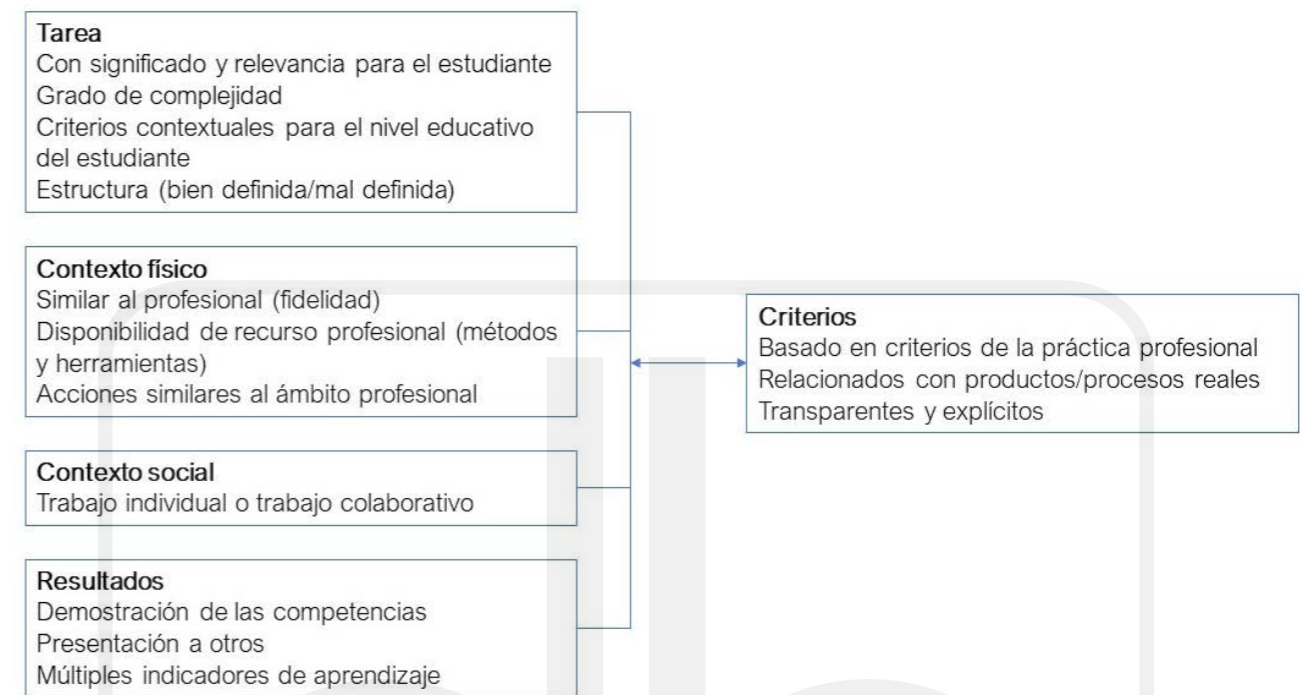 Tarea
Con significado y relevancia para el estudiante
Grado de complejidad
Criterios contextuales para el nivel educativo
del estudiante
Estructura (bien definida/mal definida)
Contexto físico
Similar al profesional (fidelidad)
Disponibilidad de recurso profesional (métodos
y herramientas)
Acciones similares al ámbito profesional
Contexto social
Trabajo individual o trabajo colaborativo
Resultados
Demostración de las competencias
Presentación a otros
Múltiples indicadores de aprendizaje
Criterios
Basado en criterios de la práctica profesional
Relacionados con productos/procesos reales
Transparentes y explícitos